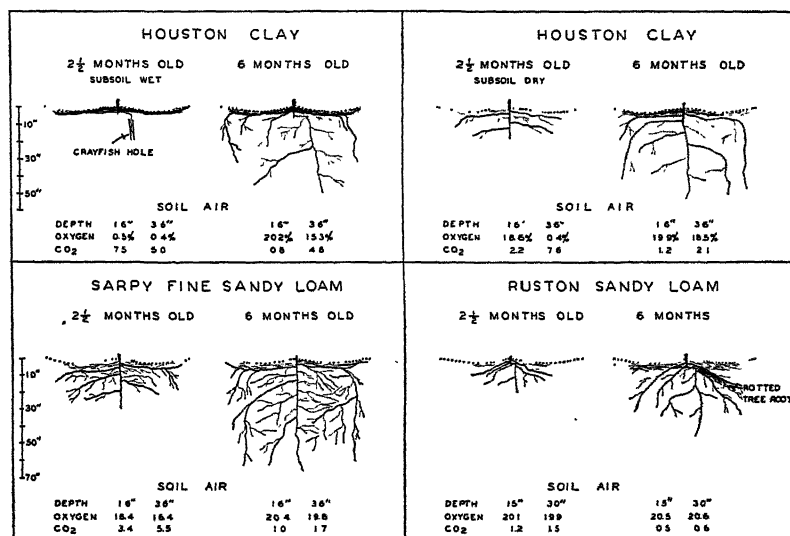 HOUSTON CLAY
2½ MONTHS OLD 6 MONTHS OLD
SUBSOIL WET
10"
30"
50"
CRAYFISH HOLE
SOIL AIR
DEPTH 16" 36" 16" 36"
OXYGEN 0.5% 0.4% 20.2% 15.3%
CO2 7.5 5.0 0.8 4.6
HOUSTON CLAY
2½ MONTHS OLD 6 MONTHS OLD
SUBSOIL DRY
SOIL AIR
DEPTH 16" 36" 16" 36"
OXYGEN 18.6% 0.4% 19.9% 18.5%
CO2 2.2 7.6 1.2 2.1
SARPY FINE SANDY LOAM
2½ MONTHS OLD 6 MONTHS OLD
10"
30"
50"
70"
SOIL AIR
DEPTH 16" 36" 16" 36"
OXYGEN 18.4 16.4 20.4 19.8
CO2 3.4 5.5 1.0 1.7
RUSTON SANDY LOAM
2½ MONTHS OLD 6 MONTHS
ROTTED
TREE ROOT
SOIL AIR
DEPTH 15" 30" 15" 30"
OXYGEN 20.1 19.9 20.5 20.6
CO2 1.2 1.5 0.5 0.6